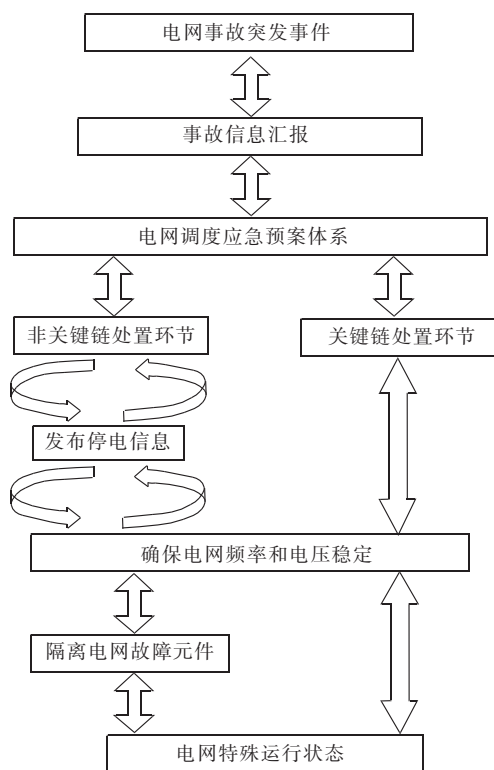 电网事故突发事件
事故信息汇报
电网调度应急预案体系
非关键链处置环节
关键链处置环节
发布停电信息
确保电网频率和电压稳定
隔离电网故障元件
电网特殊运行状态